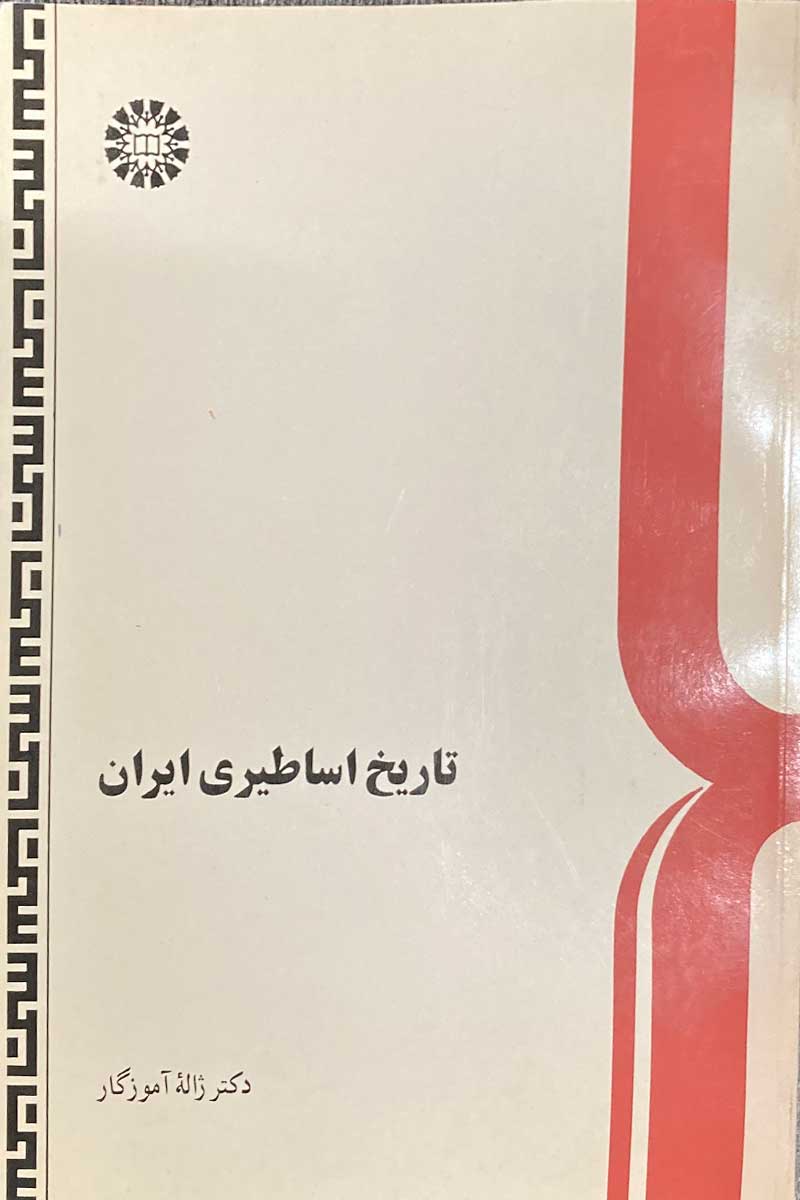 تاریخ اساطیری ایران
دکتر ژالهٔ آموزگار